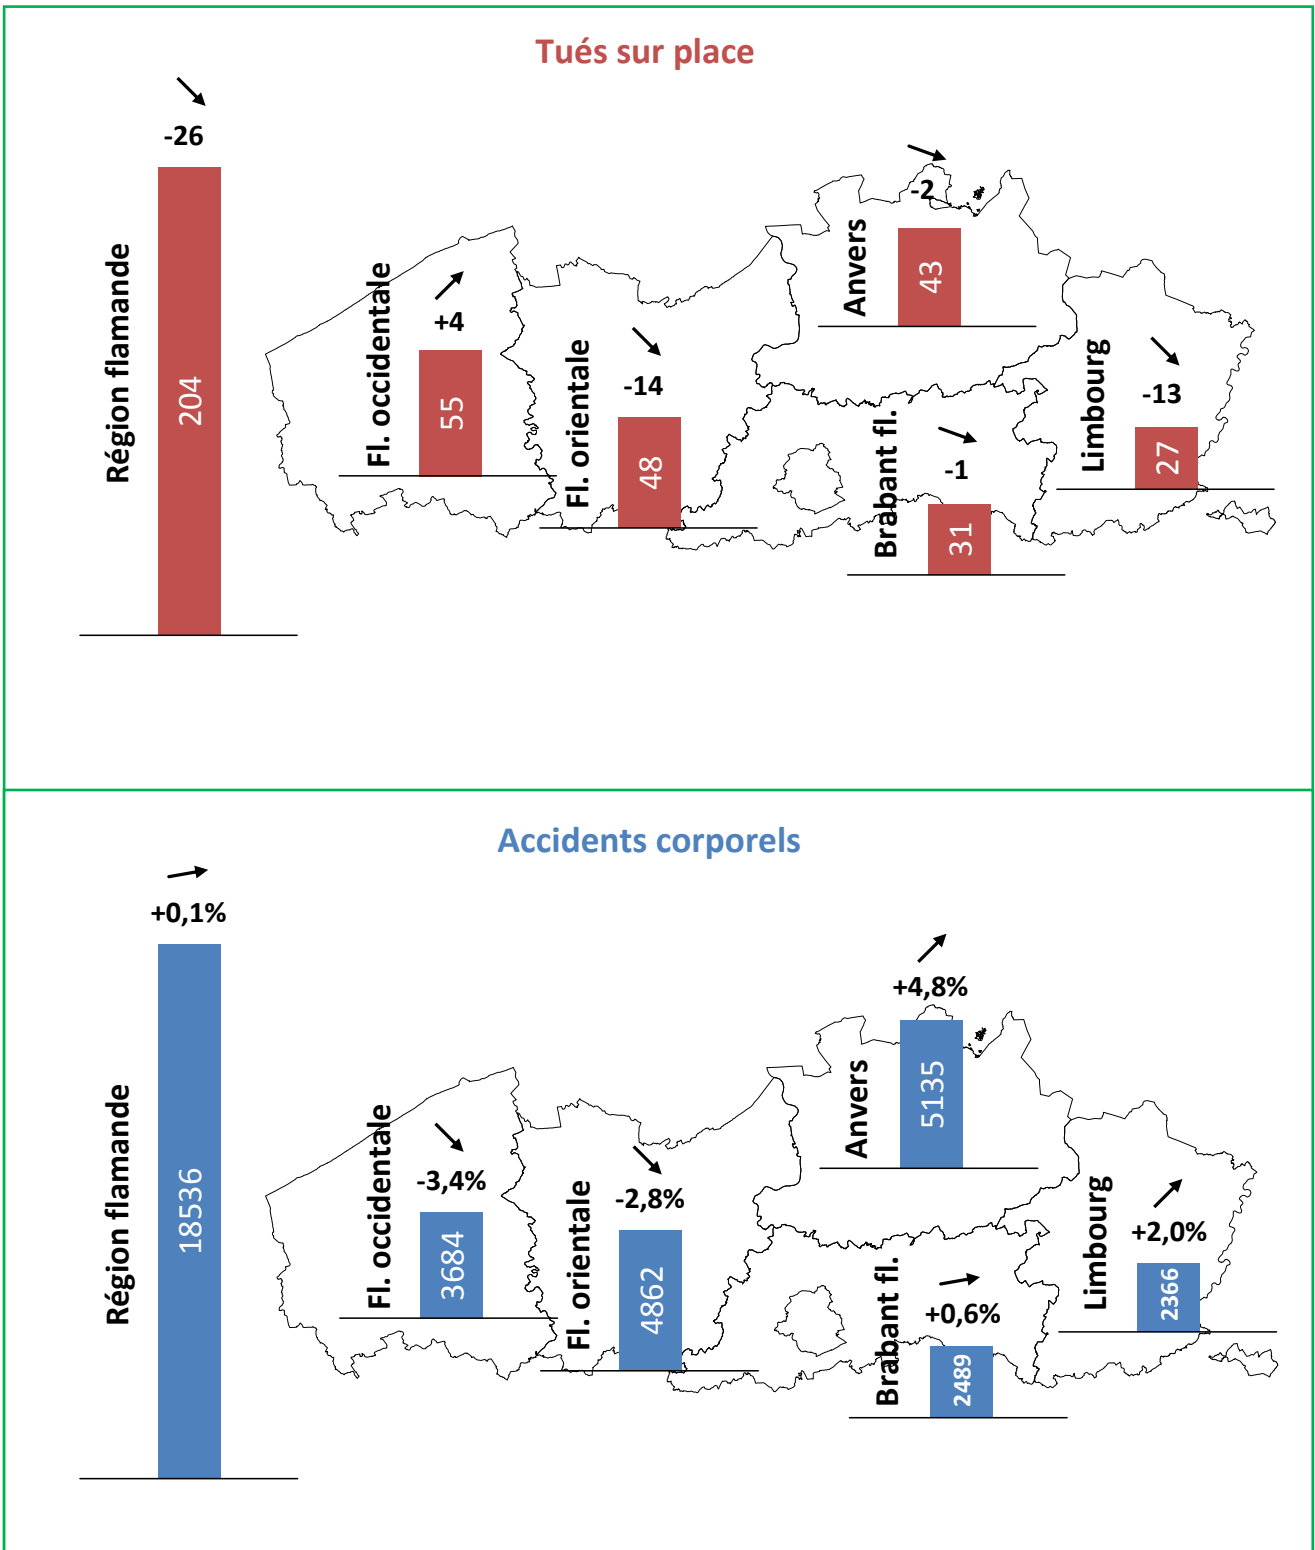 Tués sur place
-26
Région flamande
204
Fl. occidentale
+4
55
Fl. orientale
-14
48
Anvers
-2
43
Brabant fl.
-1
31
Limbourg
-13
27
Accidents corporels
+0,1%
Région flamande
18536
Fl. occidentale
-3,4%
3684
Fl. orientale
-2,8%
4862
Anvers
+4,8%
5135
Brabant fl.
+0,6%
2489
Limbourg
+2,0%
2366